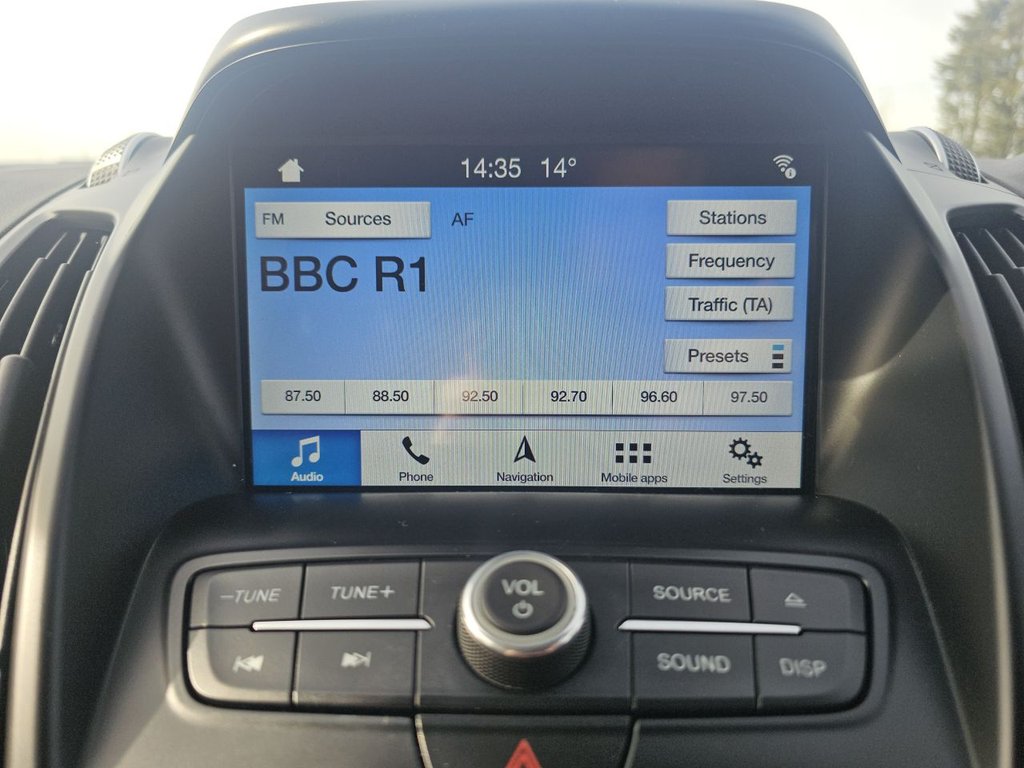 14:35 14°
FM Sources AF Stations
BBC R1
Frequency
Traffic (TA)
Presets
87.50 88.50 92.50 92.70 96.60 97.50
Audio Phone Navigation Mobile apps Settings
-TUNE TUNE+ VOL SOURCE
SOUND DISP